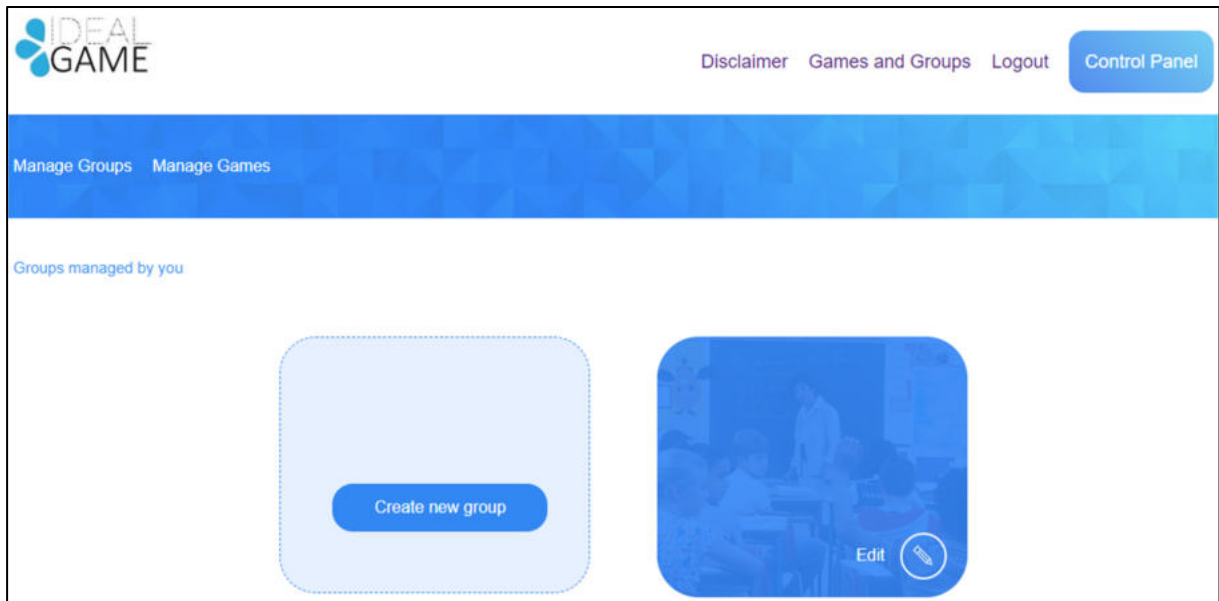 IDEAL
GAME
Disclaimer Games and Groups Logout Control Panel
Manage Groups Manage Games
Groups managed by you
Create new group
Edit